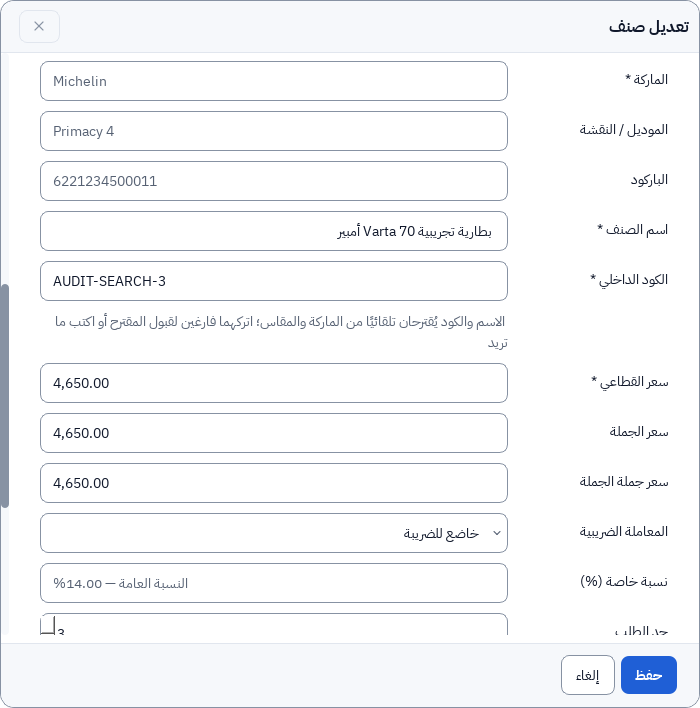 تعديل صنف
الماركة *
Michelin
الموديل / النقشة
Primacy 4
الباركود
6221234500011
اسم الصنف *
بطارية تجريبية Varta 70 أمبير
الكود الداخلي *
AUDIT-SEARCH-3
الاسم والكود يُقترحان تلقائيًا من الماركة والمقاس؛ اتركهما فارغين لقبول المقترح أو اكتب ما
تريد
سعر القطاعي *
4,650.00
سعر الجملة
4,650.00
سعر جملة الجملة
4,650.00
المعاملة الضريبية
خاضع للضريبة
نسبة خاصة (%)
النسبة العامة — 14.00%
حد الطلب
3
حفظ
إلغاء